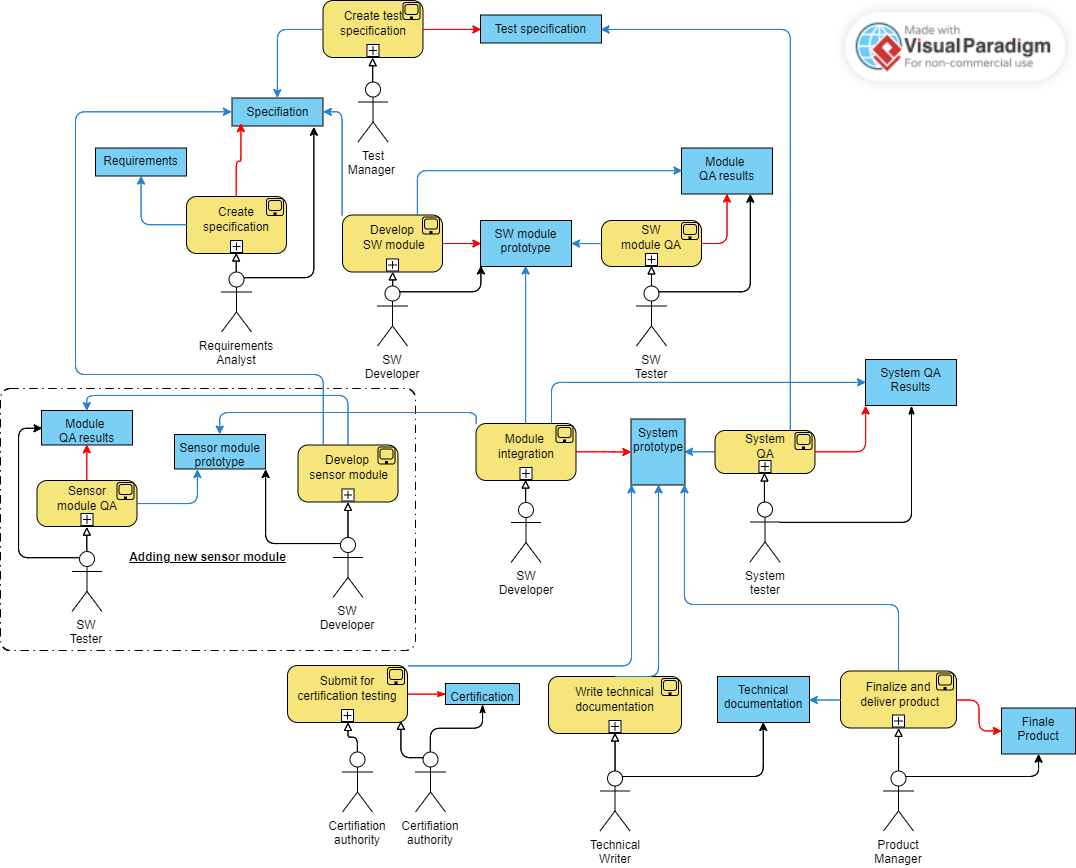 Create test
specification
Test specification
Made with
Visual Paradigm
For non-commercial use
Specifiation
Test
Manager
Requirements
Module
QA results
Create
specification
Develop
SW module
SW module
prototype
SW
module QA
Requirements
Analyst
SW
Developer
SW
Tester
System QA
Results
Module
QA results
Sensor module
prototype
Develop
sensor module
Module
integration
System
prototype
System
QA
Sensor
module QA
Adding new sensor module
SW
Tester
SW
Developer
SW
Developer
System
tester
Submit for
certification testing
Certification
Write technical
documentation
Technical
documentation
Finalize and
deliver product
Finale
Product
Certifiation
authority
Certifiation
authority
Technical
Writer
Product
Manager